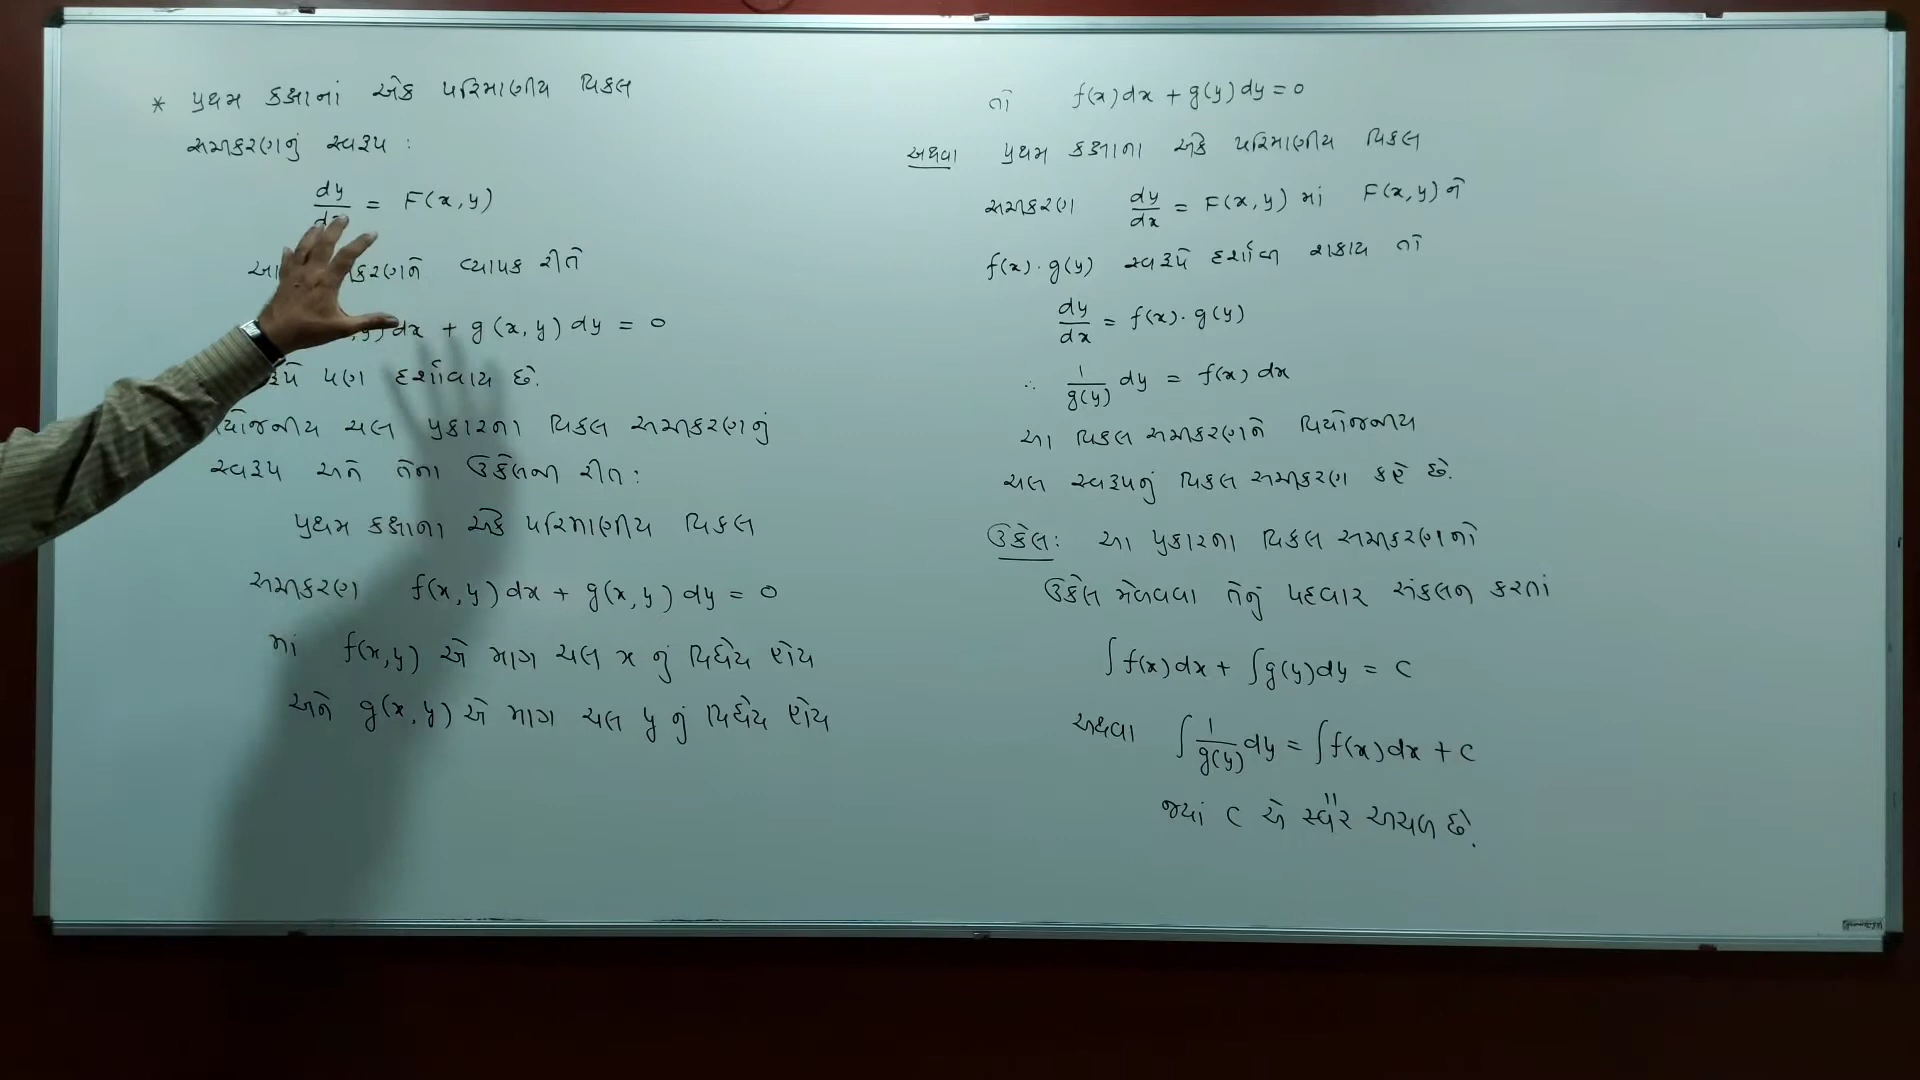 * પ્રથમ કક્ષાનાં એક પરિમાણીય વિકલ
સમીકરણનું સ્વરૂપ :
dy/dx = F(x, y)
આ કરણને વ્યાપક રીતે
, y) dx + g(x, y) dy = 0
રૂપે પણ દર્શાવાય છે.
વિયોજનીય ચલ પ્રકારના વિકલ સમીકરણનું
સ્વરૂપ અને તેના ઉકેલની રીત :
પ્રથમ કક્ષાના એક પરિમાણીય વિકલ
સમીકરણ f(x, y) dx + g(x, y) dy = 0
માં f(x, y) એ માત્ર ચલ x નું વિધેય હોય
અને g(x, y) એ માત્ર ચલ y નું વિધેય હોય
તો f(x) dx + g(y) dy = 0
અથવા પ્રથમ કક્ષાના એક પરિમાણીય વિકલ
સમીકરણ dy/dx = F(x, y) માં F(x, y) ને
f(x) · g(y) સ્વરૂપે દર્શાવી શકાય તો
dy/dx = f(x) · g(y)
∴ 1/g(y) dy = f(x) dx
આ વિકલ સમીકરણને વિયોજનીય
ચલ સ્વરૂપનું વિકલ સમીકરણ કહે છે.
ઉકેલ : આ પ્રકારના વિકલ સમીકરણનો
ઉકેલ મેળવવા તેનું પદવાર સંકલન કરતાં
∫ f(x) dx + ∫ g(y) dy = C
અથવા ∫ 1/g(y) dy = ∫ f(x) dx + C
જ્યાં C એ સ્વૈર અચળ છે.